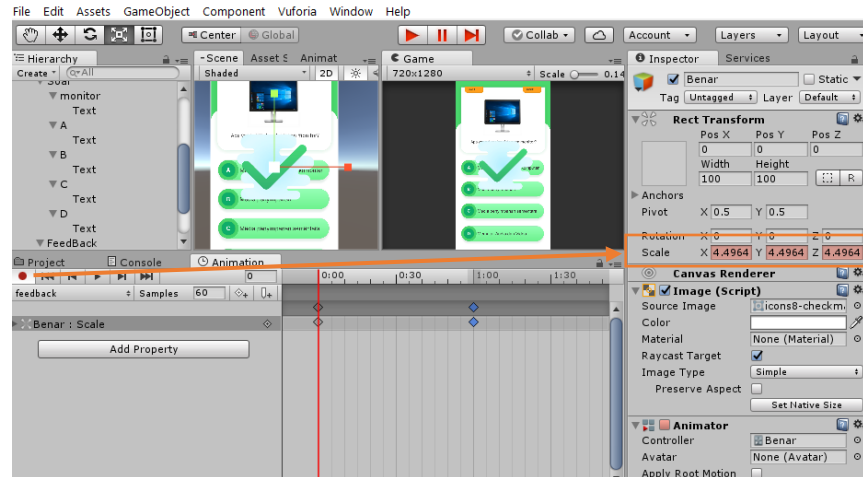 File Edit Assets GameObject Component Vuforia Window Help
Center Global Collab Account Layers Layout
Hierarchy
Create All
monitor
Text
A
Text
B
Text
C
Text
D
Text
FeedBack
Scene Asset S Animat
Shaded 2D
A
B
C
Game
720x1280 Scale 0.14
Inspector Services
Benar Static
Tag Untagged Layer Default
Rect Transform
Pos X Pos Y Pos Z
0 0 0
Width Height
100 100 R
Anchors
Pivot X 0.5 Y 0.5
Rotation X 0 Y 0 Z 0
Scale X 4.4964 Y 4.4964 Z 4.4964
Canvas Renderer
Image (Script)
Source Image icons8-checkm
Color
Material None (Material)
Raycast Target
Image Type Simple
Preserve Aspect
Set Native Size
Animator
Controller Benar
Avatar None (Avatar)
Apply Root Motion
Project Console Animation
0 0:00 0:30 1:00 1:30
feedback Samples 60
Benar : Scale
Add Property